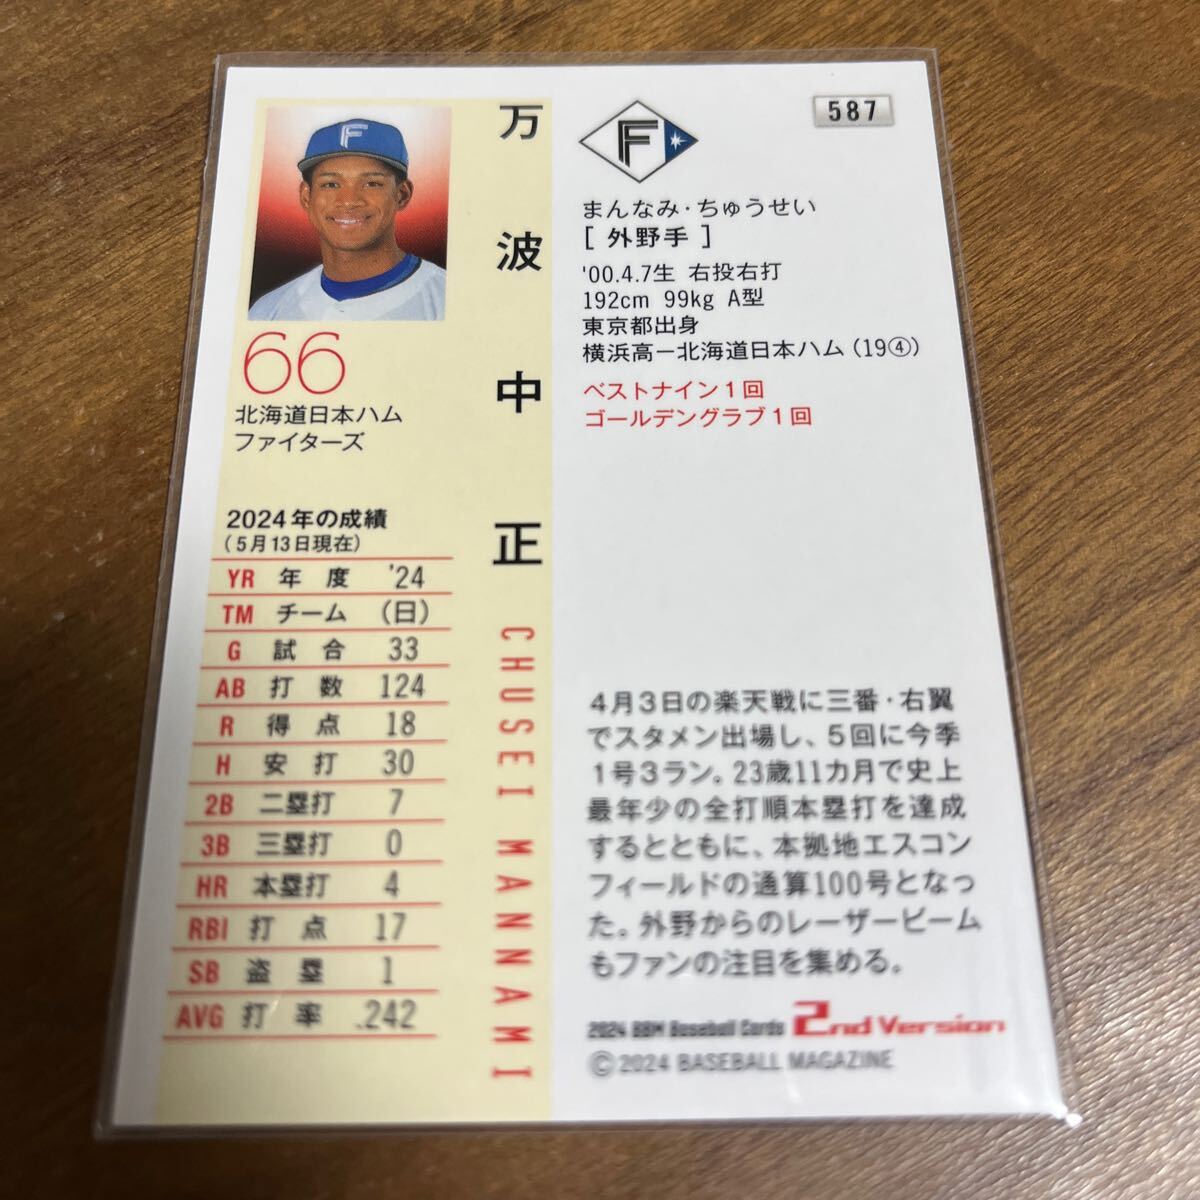 万波中正
CHUSEI MANNAMI
66
北海道日本ハム
ファイターズ
2024年の成績
(5月13日現在)
YR 年度 '24
TM チーム (日)
G 試合 33
AB 打数 124
R 得点 18
H 安打 30
2B 二塁打 7
3B 三塁打 0
HR 本塁打 4
RBI 打点 17
SB 盗塁 1
AVG 打率 .242
F
587
まんなみ・ちゅうせい
[外野手]
'00.4.7生 右投右打
192cm 99kg A型
東京都出身
横浜高－北海道日本ハム(19④)
ベストナイン1回
ゴールデングラブ1回
4月3日の楽天戦に三番・右翼
でスタメン出場し、5回に今季
1号3ラン。23歳11カ月で史上
最年少の全打順本塁打を達成
するとともに、本拠地エスコン
フィールドの通算100号となっ
た。外野からのレーザービーム
もファンの注目を集める。
2024 BBM Baseball Cards 2nd Version
©2024 BASEBALL MAGAZINE